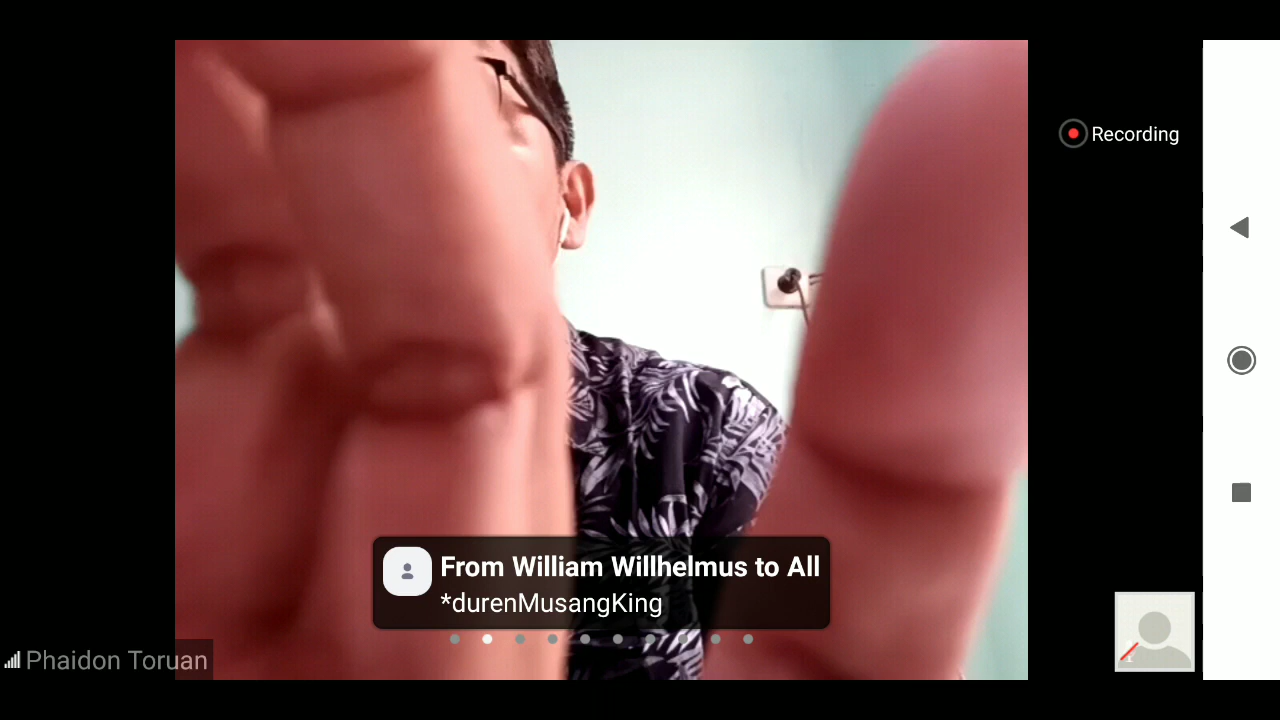 Recording
From William Willhelmus to All
*durenMusangKing
Phaidon Toruan